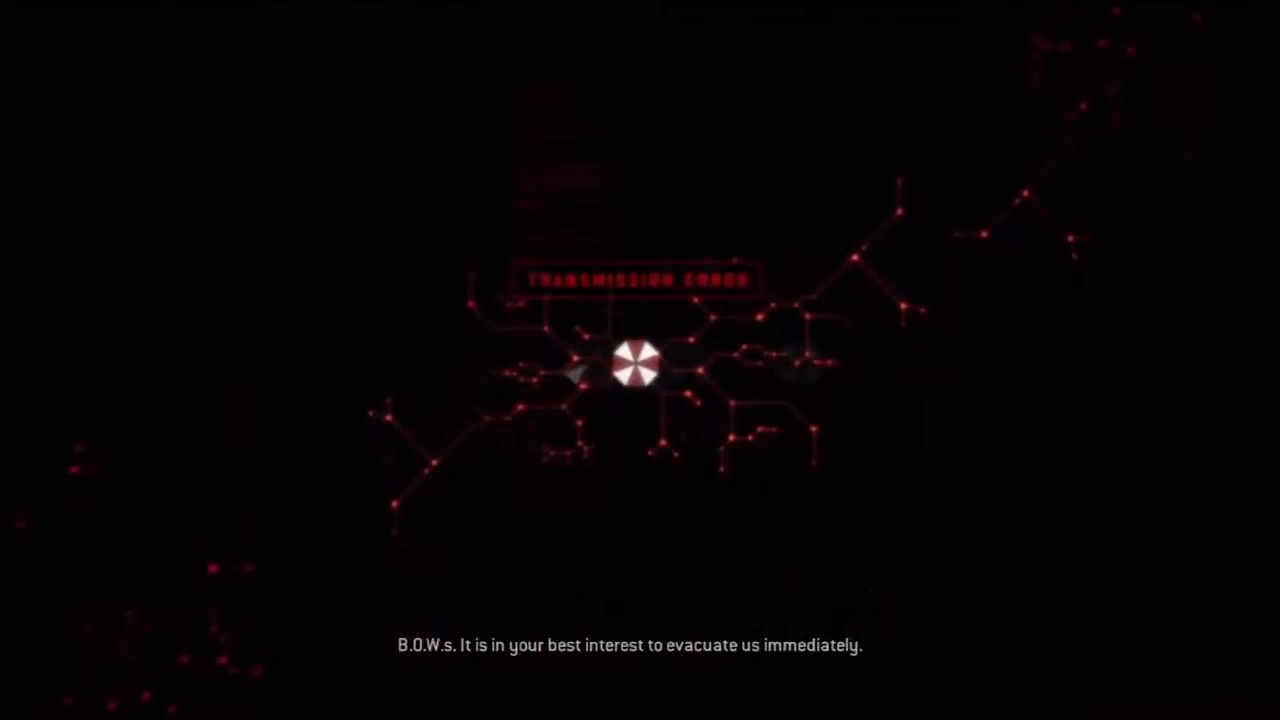 TRANSMISSION ERROR
B.O.W.s. It is in your best interest to evacuate us immediately.